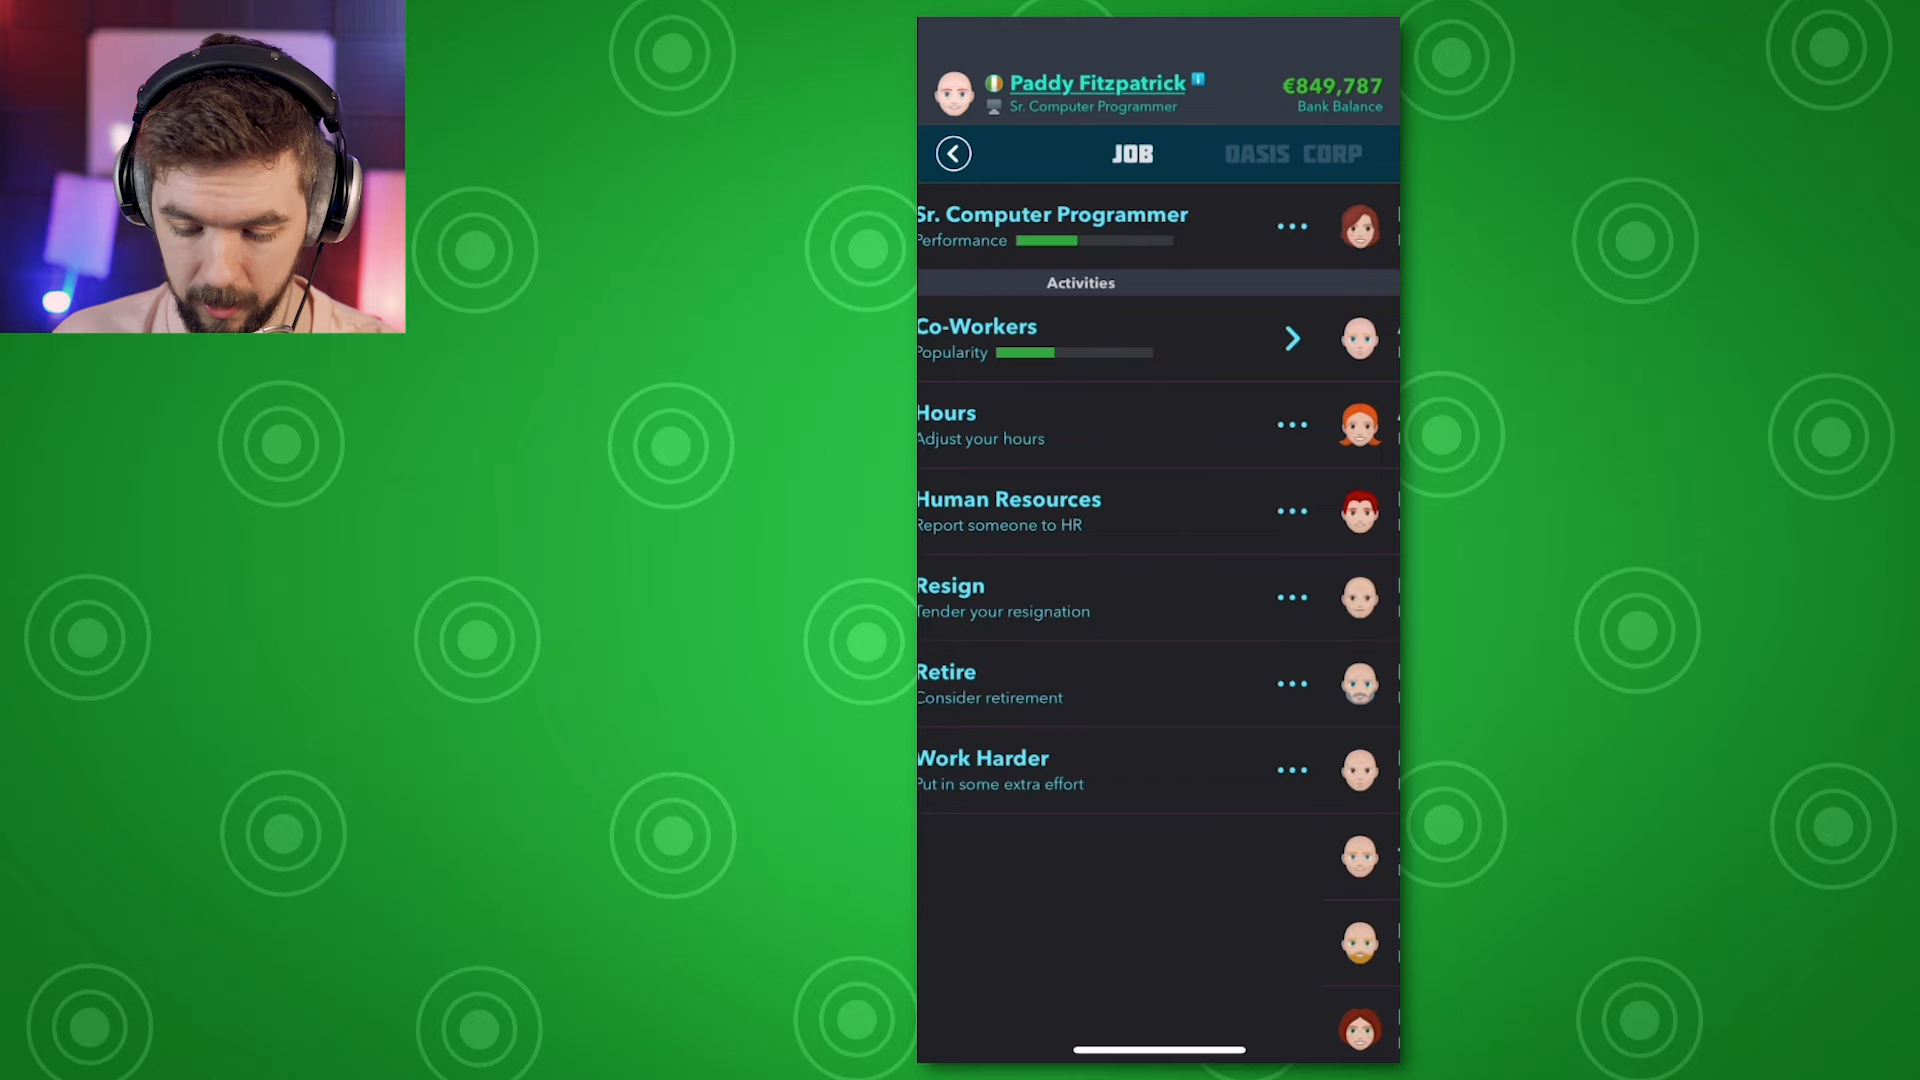 Paddy Fitzpatrick
€849,787
Sr. Computer Programmer
Bank Balance
JOB
OASIS CORP
Sr. Computer Programmer
Performance
Activities
Co-Workers
Popularity
Hours
Adjust your hours
Human Resources
Report someone to HR
Resign
Tender your resignation
Retire
Consider retirement
Work Harder
Put in some extra effort